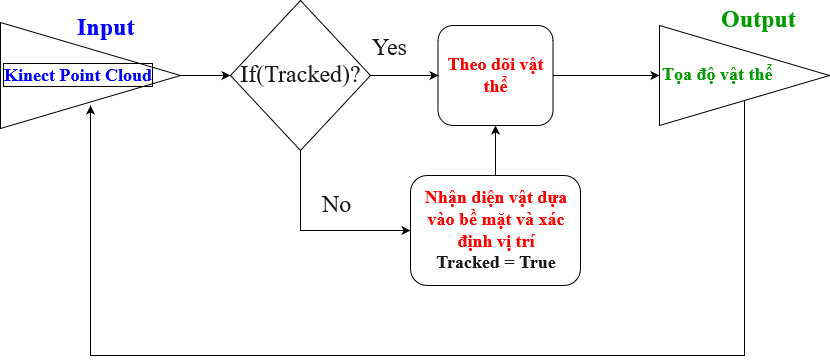 Input
Kinect Point Cloud
If(Tracked)?
Yes
No
Theo dõi vật
thể
Nhận diện vật dựa
vào bề mặt và xác
định vị trí
Tracked = True
Output
Tọa độ vật thể